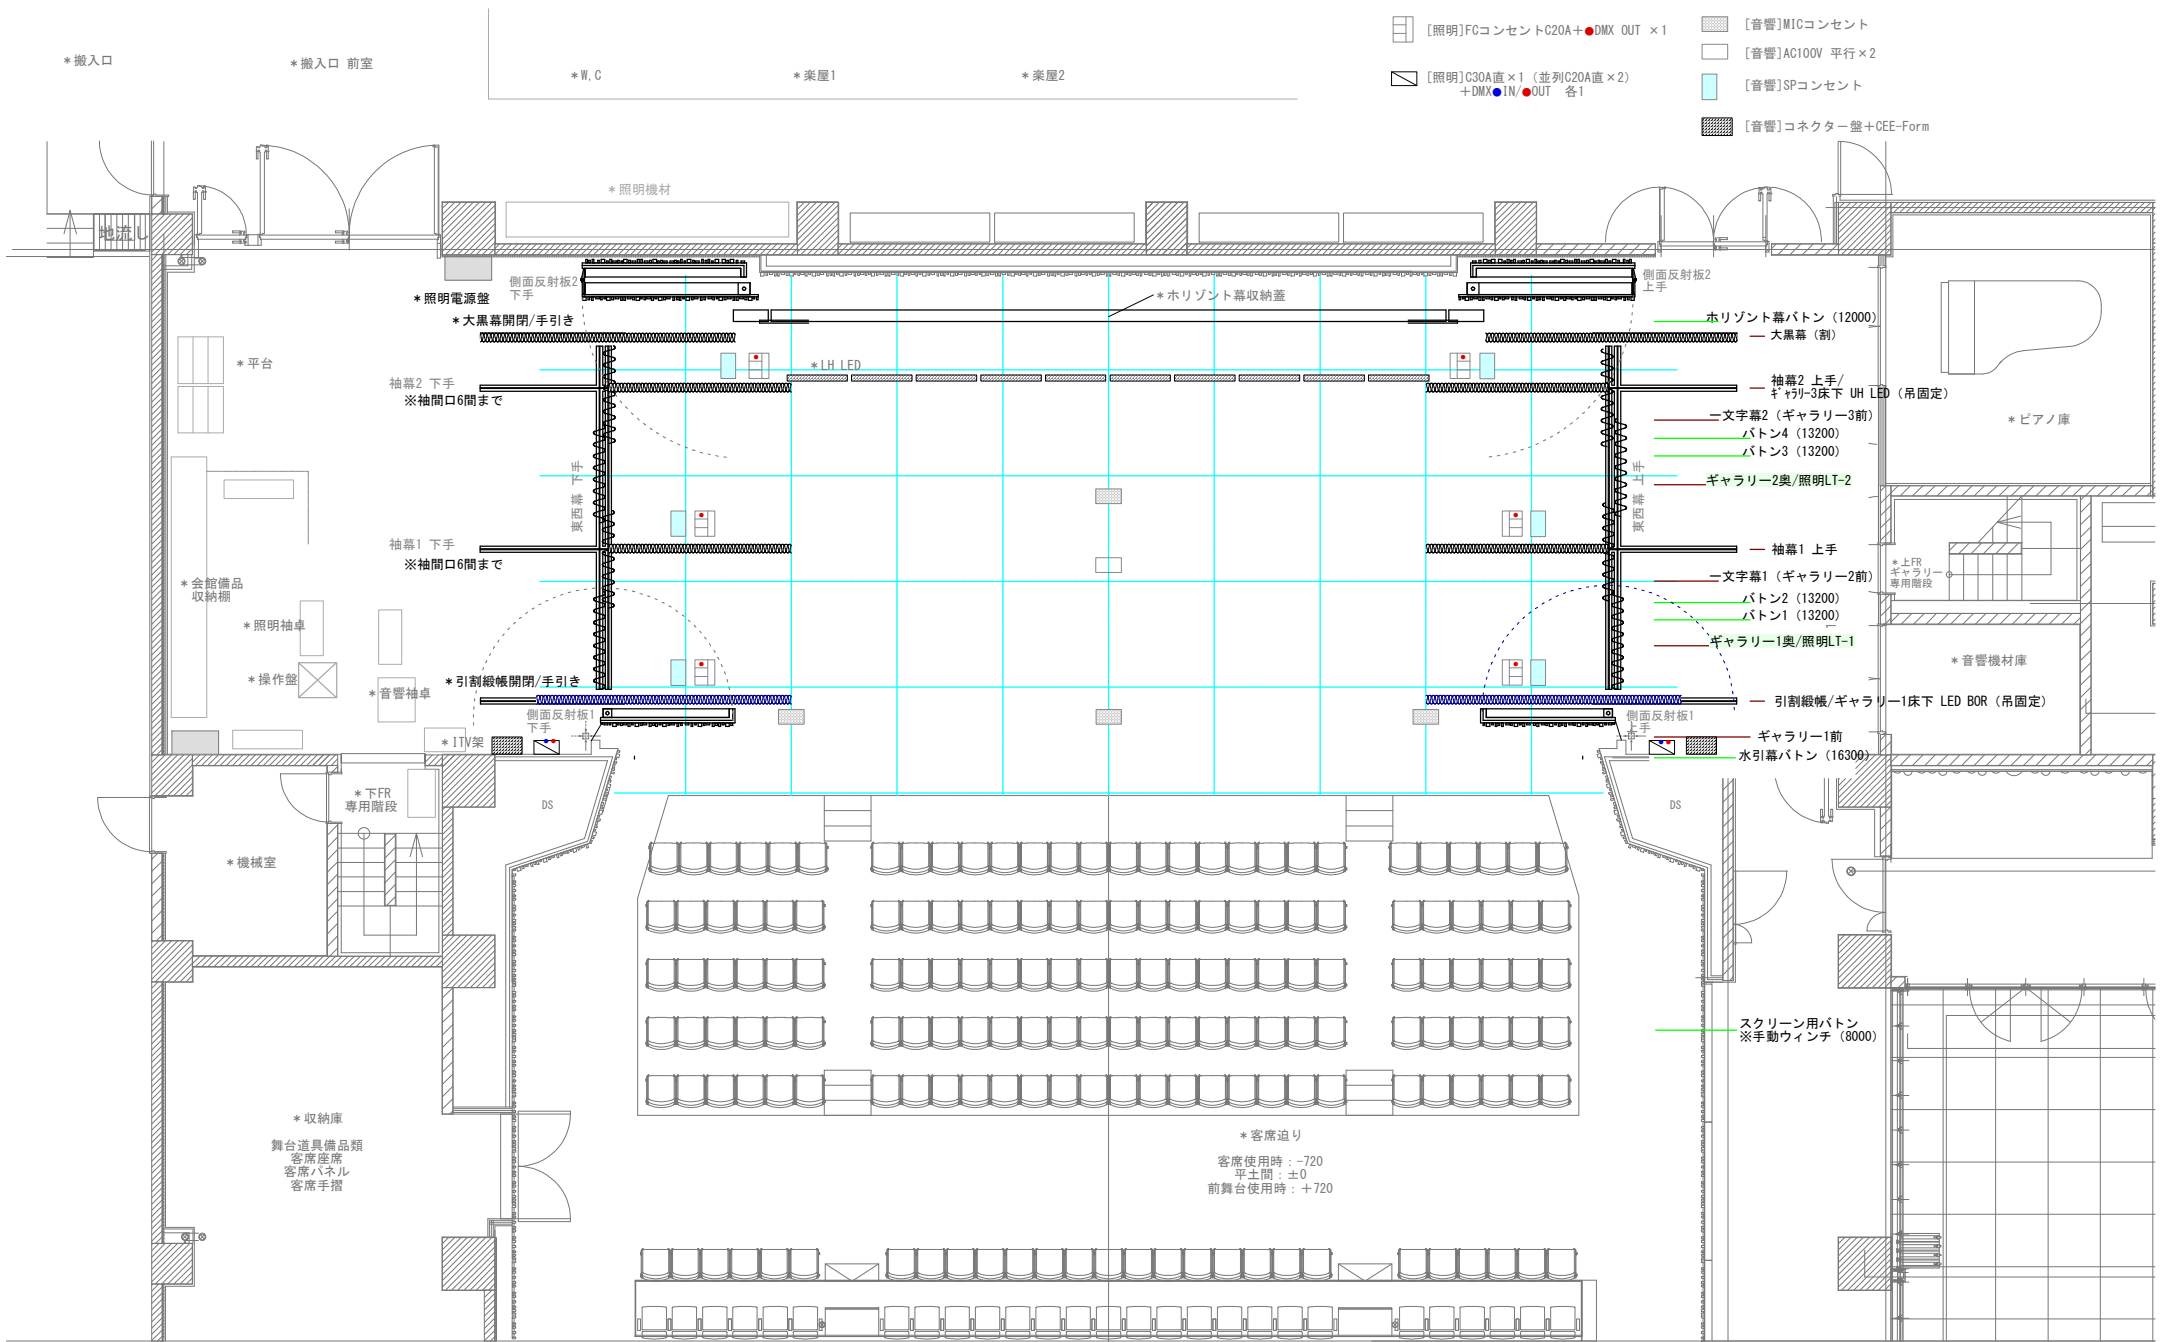 [照明]FCコンセントC20A+●DMX OUT ×1
[照明]C30A直×1（並列C20A直×2）
+DMX●IN/●OUT 各1
[音響]MICコンセント
[音響]AC100V 平行×2
[音響]SPコンセント
[音響]コネクター盤+CEE-Form
*搬入口
*搬入口 前室
*W,C
*楽屋1
*楽屋2
*照明機材
地流し
*照明電源盤
側面反射板2
下手
*大黒幕開閉/手引き
*ホリゾント幕収納蓋
側面反射板2
上手
ホリゾント幕バトン（12000）
大黒幕（割）
*平台
*LH LED
袖幕2 下手
※袖間口6間まで
袖幕2 上手/
ギャラリー3床下 UH LED（吊固定）
一文字幕2（ギャラリー3前）
バトン4（13200）
バトン3（13200）
*ピアノ庫
東西幕 下手
東西幕 上手
ギャラリー2奥/照明LT-2
袖幕1 下手
※袖間口6間まで
袖幕1 上手
*上FR
ギャラリー
専用階段
*会館備品
収納棚
一文字幕1（ギャラリー2前）
バトン2（13200）
バトン1（13200）
*照明袖卓
ギャラリー1奥/照明LT-1
*音響機材庫
*操作盤
*音響袖卓
*引割緞帳開閉/手引き
引割緞帳/ギャラリー1床下 LED BOR（吊固定）
側面反射板1
下手
側面反射板1
上手
*ITV架
ギャラリー1前
水引幕バトン（16300）
*下FR
専用階段
DS
DS
*機械室
スクリーン用バトン
※手動ウィンチ（8000）
*収納庫
舞台道具備品類
客席座席
客席パネル
客席手摺
*客席迫り
客席使用時：-720
平土間：±0
前舞台使用時：+720